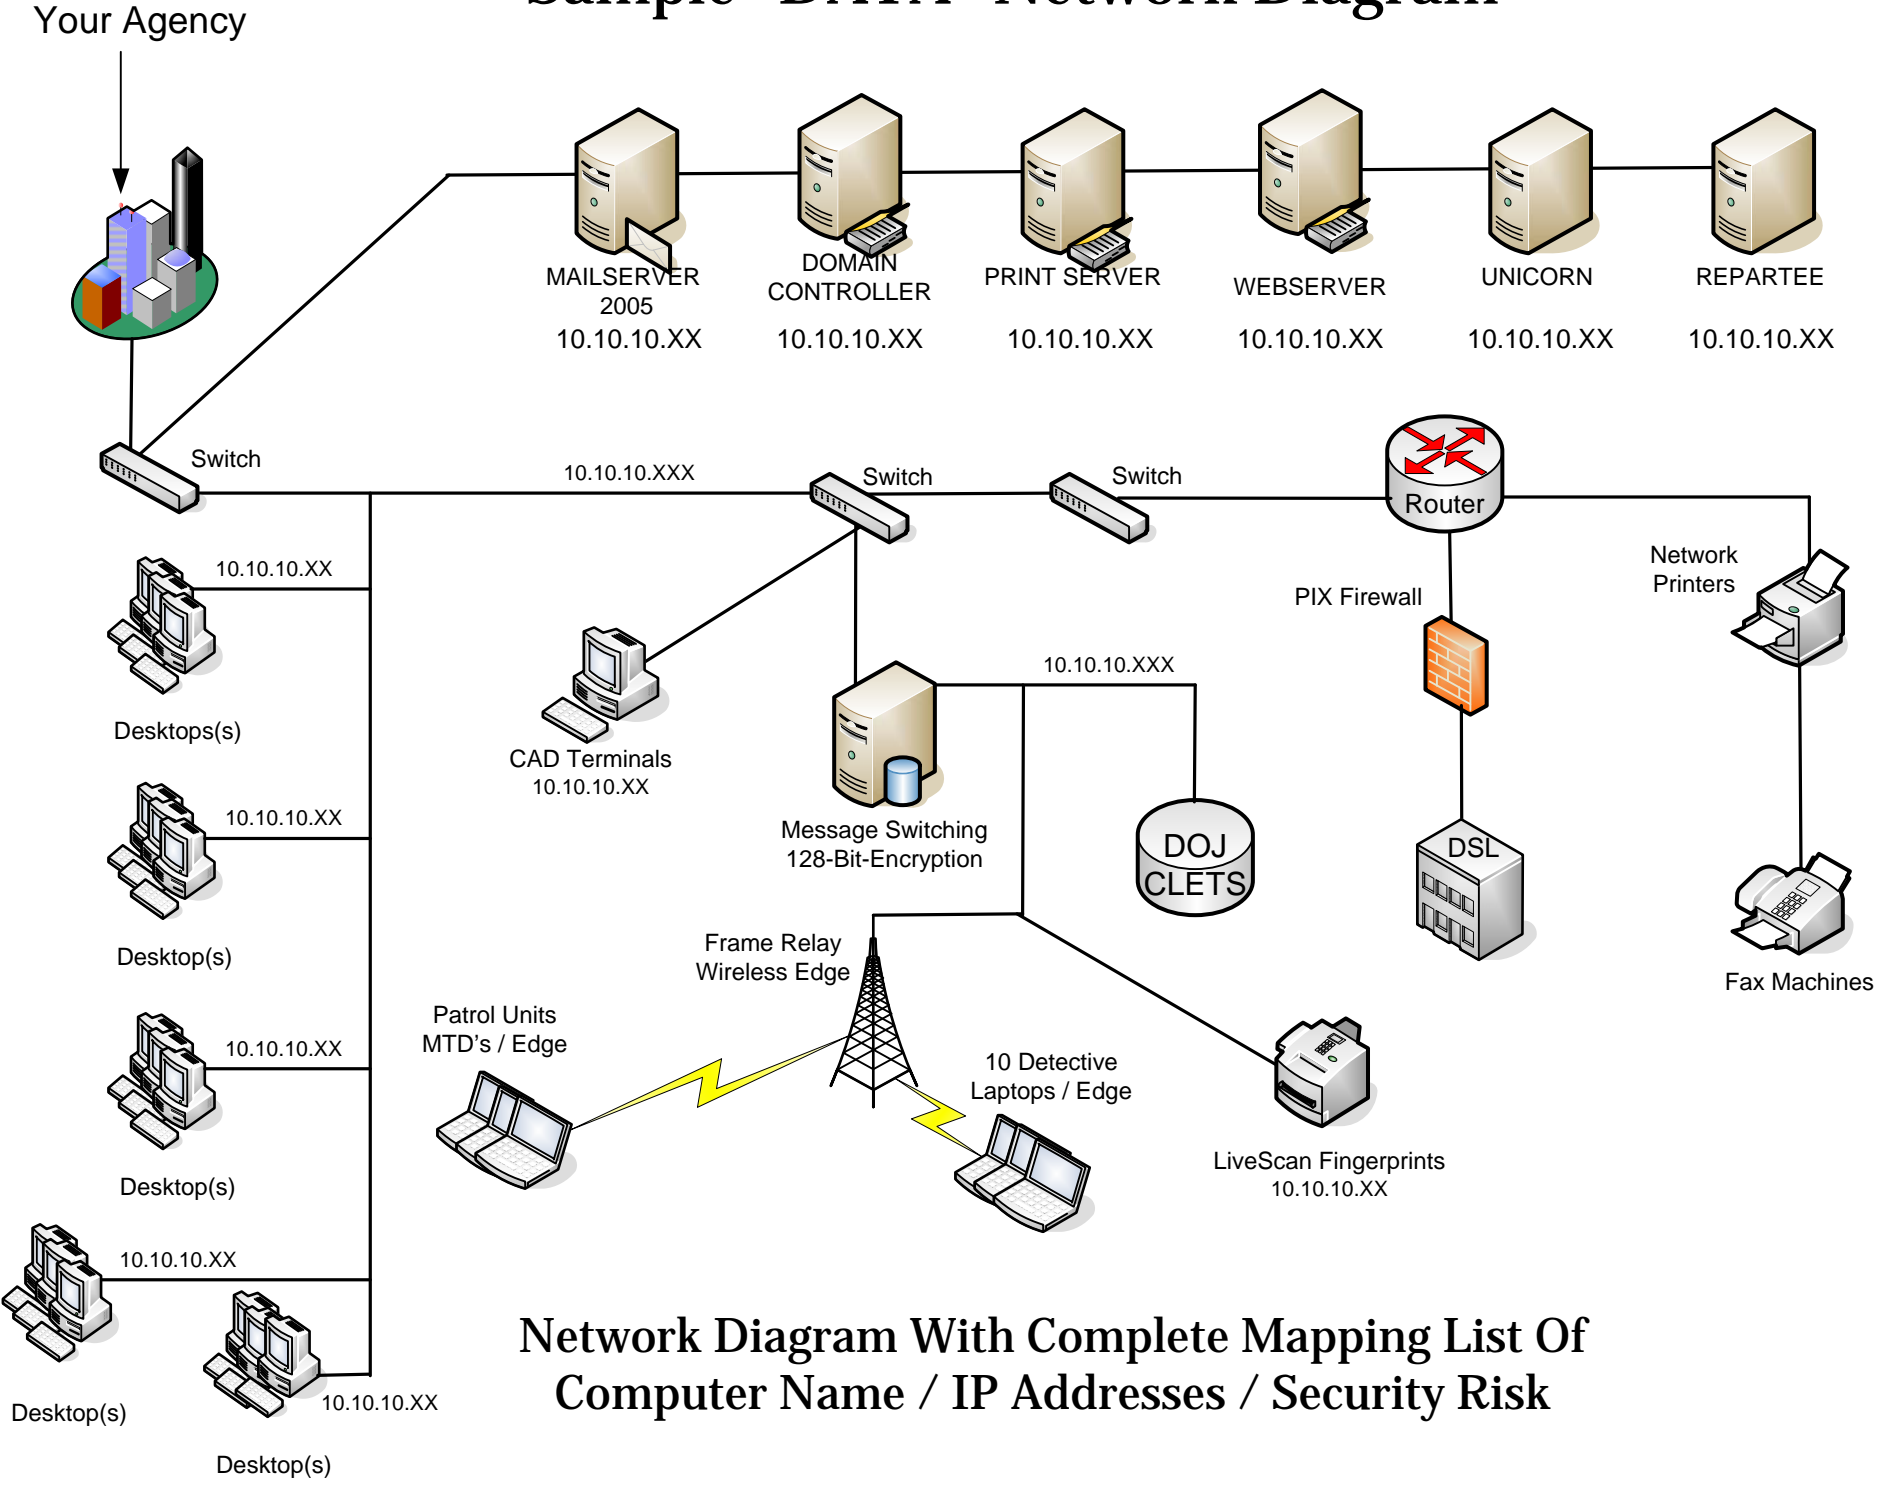 Sample "DATA" Network Diagram
Your Agency
MAILSERVER
2005
10.10.10.XX
DOMAIN
CONTROLLER
10.10.10.XX
PRINT SERVER
10.10.10.XX
WEBSERVER
10.10.10.XX
UNICORN
10.10.10.XX
REPARTEE
10.10.10.XX
Switch
10.10.10.XXX
Switch
Switch
Router
Network
Printers
PIX Firewall
10.10.10.XX
Desktops(s)
CAD Terminals
10.10.10.XX
10.10.10.XXX
Message Switching
128-Bit-Encryption
DOJ
CLETS
DSL
Fax Machines
10.10.10.XX
Desktop(s)
Frame Relay
Wireless Edge
Patrol Units
MTD's / Edge
10 Detective
Laptops / Edge
LiveScan Fingerprints
10.10.10.XX
10.10.10.XX
Desktop(s)
10.10.10.XX
Desktop(s)
10.10.10.XX
Desktop(s)
Network Diagram With Complete Mapping List Of
Computer Name / IP Addresses / Security Risk